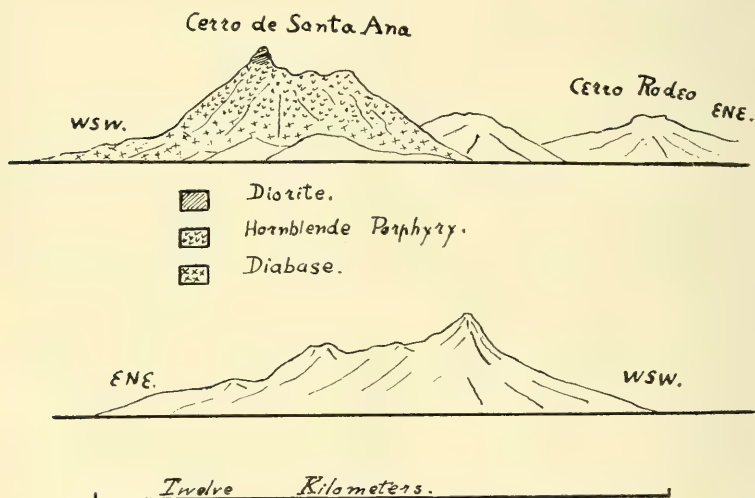 Cerro de Santa Ana
Cerro Rodeo
WSW.
ENE.
Diorite.
Hornblende Porphyry.
Diabase.
ENE.
WSW.
Twelve Kilometers.